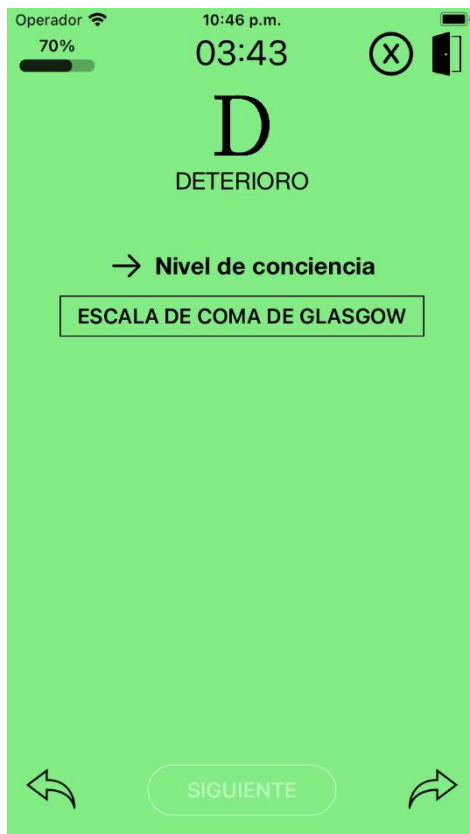 Operador 10:46 p.m.
70% 03:43 X
D
DETERIORO
→ Nivel de conciencia
ESCALA DE COMA DE GLASGOW
SIGUIENTE